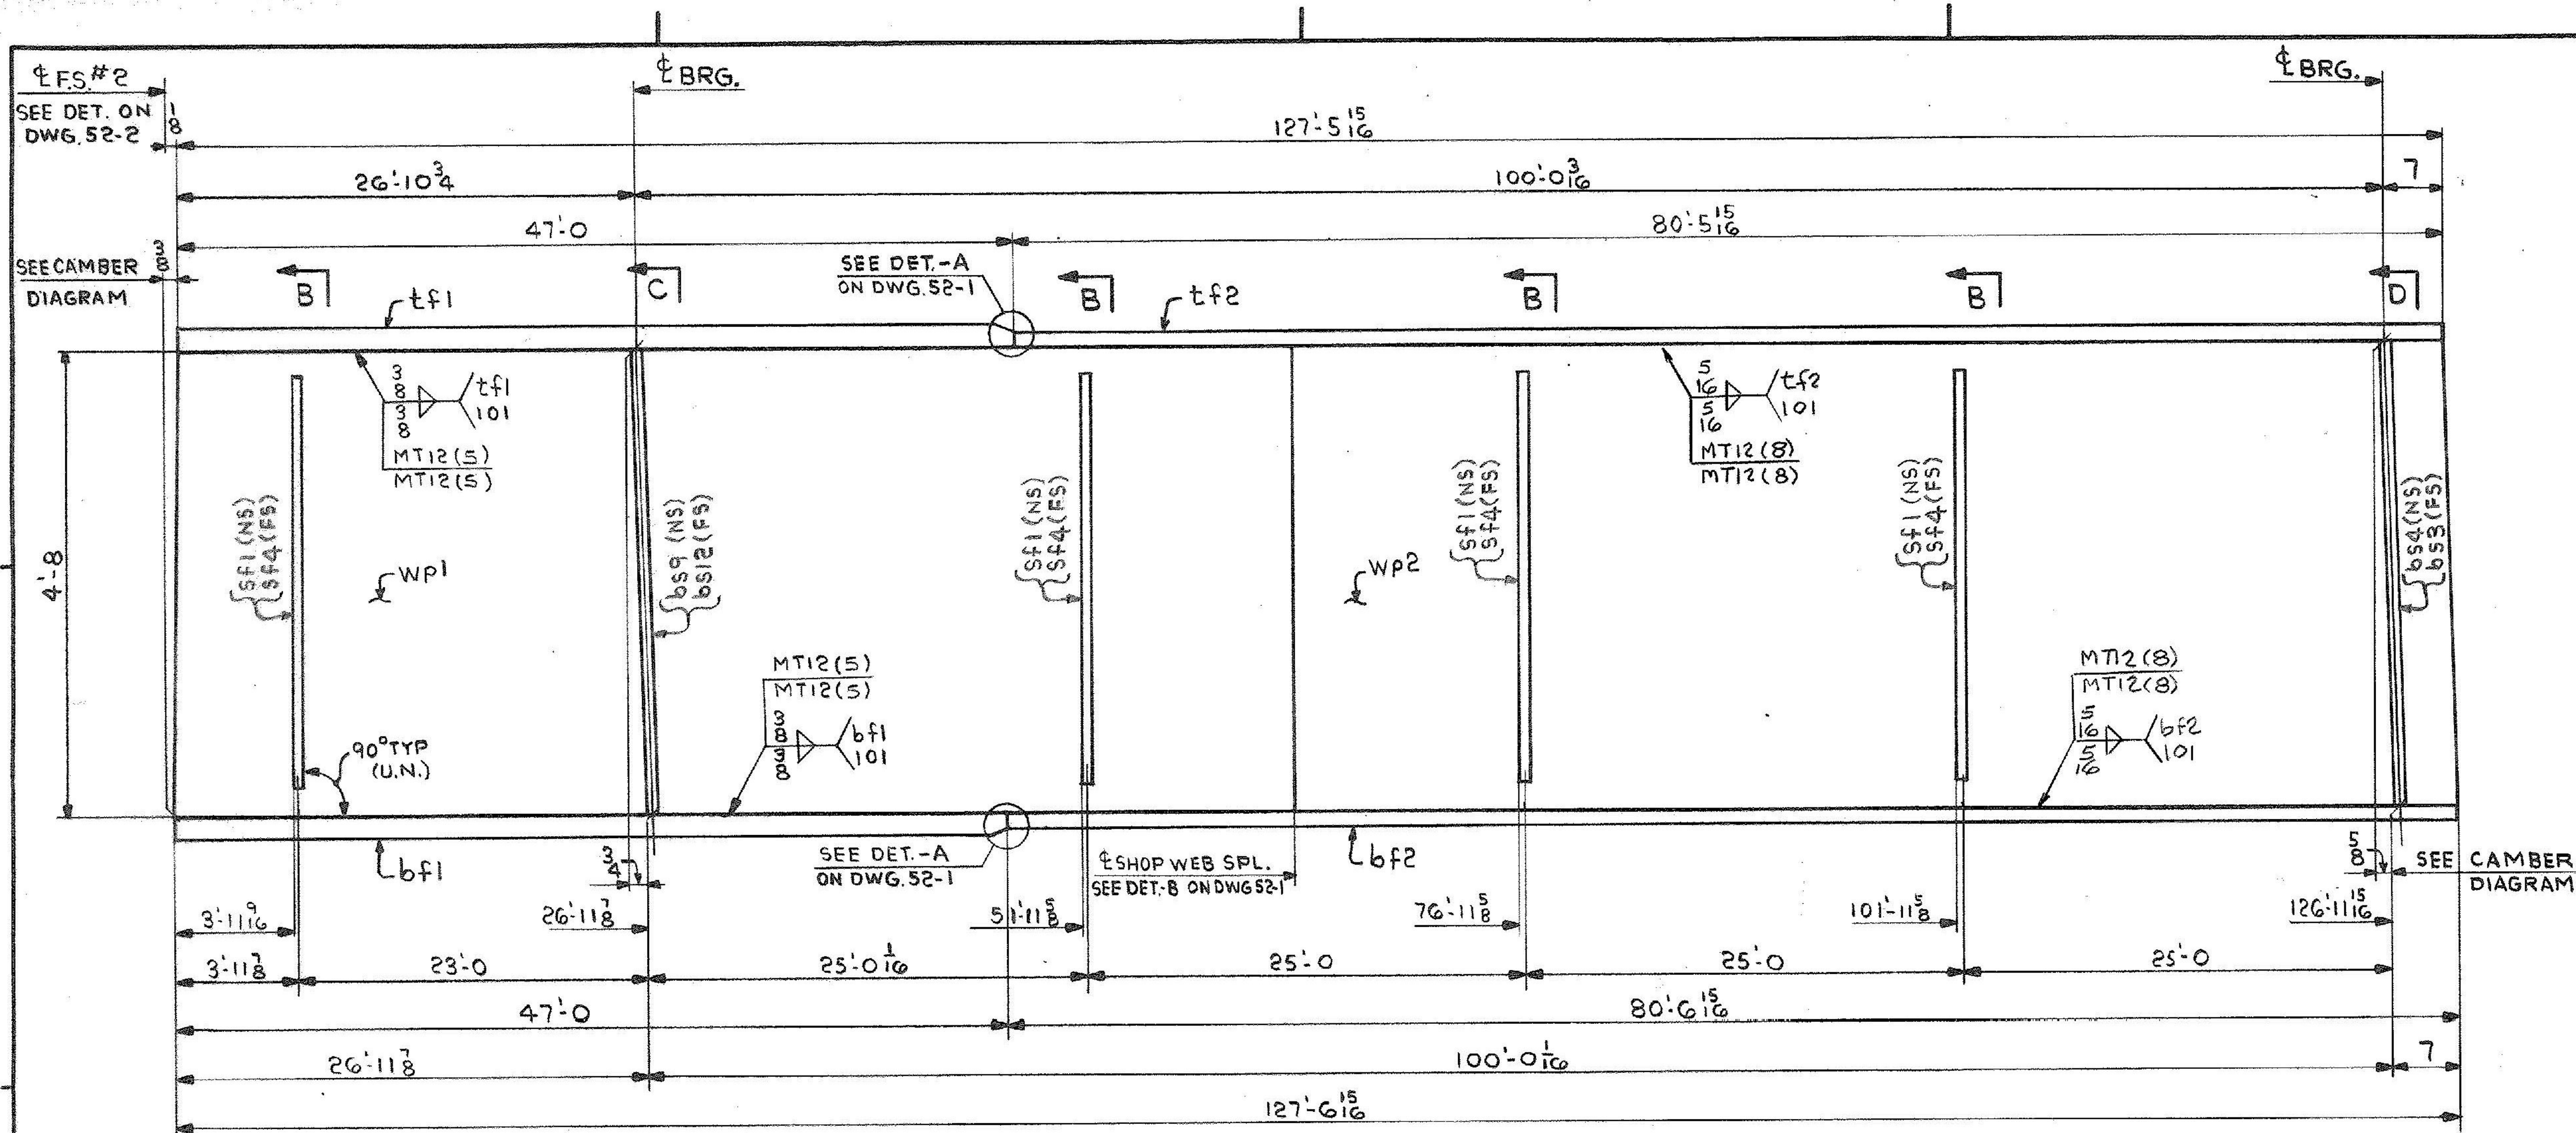 ℄ F.S. #2
SEE DET. ON
DWG. 52-2
1/8
℄ BRG.
℄ BRG.
127'-5 15/16
26'-10 3/4
100'-0 3/16
7
47'-0
80'-5 15/16
SEE CAMBER
DIAGRAM
3/8
B
tf1
C
SEE DET.-A
ON DWG. 52-1
B
tf2
B
B
D
3/8
3/8
tf1
101
MT12(5)
MT12(5)
5/16
5/16
tf2
101
MT12(8)
MT12(8)
4'-8
sf1(NS)
sf4(FS)
wp1
bs9 (NS)
bs12(FS)
sf1(NS)
sf4(FS)
wp2
sf1(NS)
sf4(FS)
sf1(NS)
sf4(FS)
bs4(NS)
bs3(FS)
90° TYP
(U.N.)
MT12(5)
MT12(5)
3/8
3/8
bf1
101
MT12(8)
MT12(8)
5/16
5/16
bf2
101
bf1
3/4
SEE DET.-A
ON DWG. 52-1
℄ SHOP WEB SPL.
SEE DET.-B ON DWG 52-1
bf2
5/8
SEE CAMBER
DIAGRAM
3'-11 9/16
26'-11 7/8
51'-11 5/8
76'-11 5/8
101'-11 5/8
126'-11 15/16
3'-11 7/8
23'-0
25'-0 1/16
25'-0
25'-0
25'-0
47'-0
80'-6 15/16
26'-11 7/8
100'-0 1/16
7
127'-6 15/16